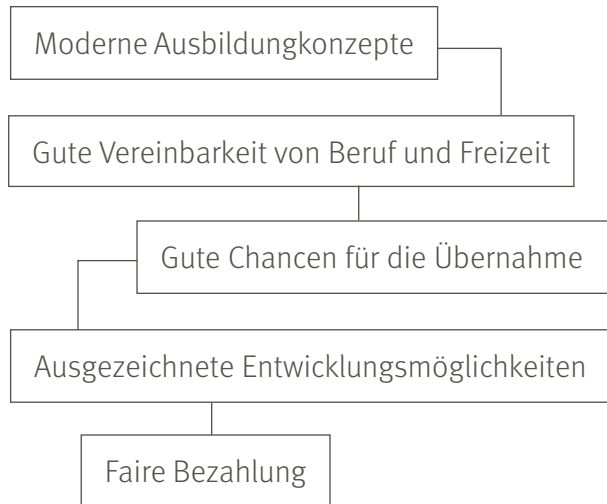 Moderne Ausbildungkonzepte
Gute Vereinbarkeit von Beruf und Freizeit
Gute Chancen für die Übernahme
Ausgezeichnete Entwicklungsmöglichkeiten
Faire Bezahlung